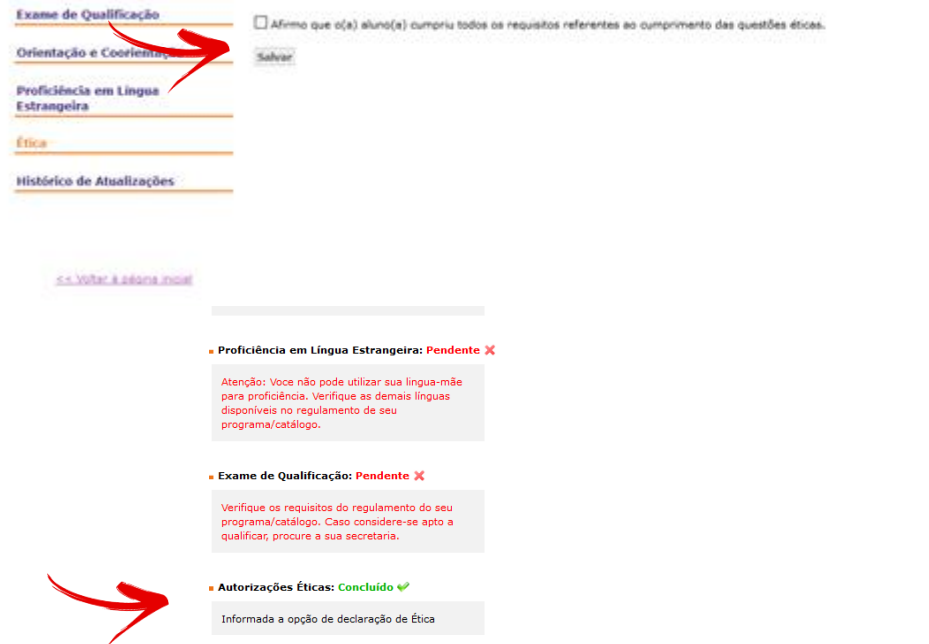 Exame de Qualificação
Afirmo que o(a) aluno(a) cumpriu todos os requisitos referentes ao cumprimento das questões éticas.
Orientação e Coorientação
Salvar
Proficiência em Língua
Estrangeira
Ética
Histórico de Atualizações
<< Voltar à página inicial
Proficiência em Língua Estrangeira: Pendente
Atenção: Voce não pode utilizar sua lingua-mãe
para proficiência. Verifique as demais línguas
disponíveis no regulamento de seu
programa/catálogo.
Exame de Qualificação: Pendente
Verifique os requisitos do regulamento do seu
programa/catálogo. Caso considere-se apto a
qualificar, procure a sua secretaria.
Autorizações Éticas: Concluído
Informada a opção de declaração de Ética